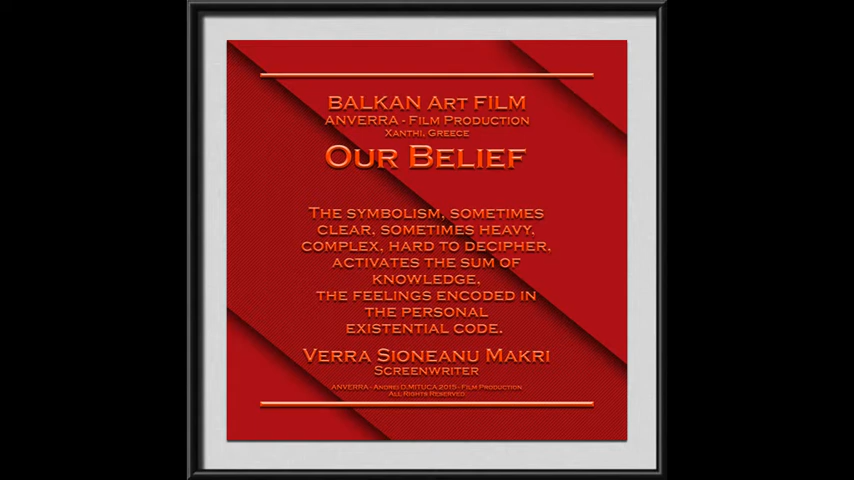 BALKAN Art FILM
ANVERRA - Film Production
Xanthi, Greece
Our Belief
The symbolism, sometimes
clear, sometimes heavy,
complex, hard to decipher,
activates the sum of
knowledge,
the feelings encoded in
the personal
existential code.
Verra Sioneanu Makri
Screenwriter
ANVERRA - Andrei D.MITUCA 2015 - Film Production
All Rights Reserved